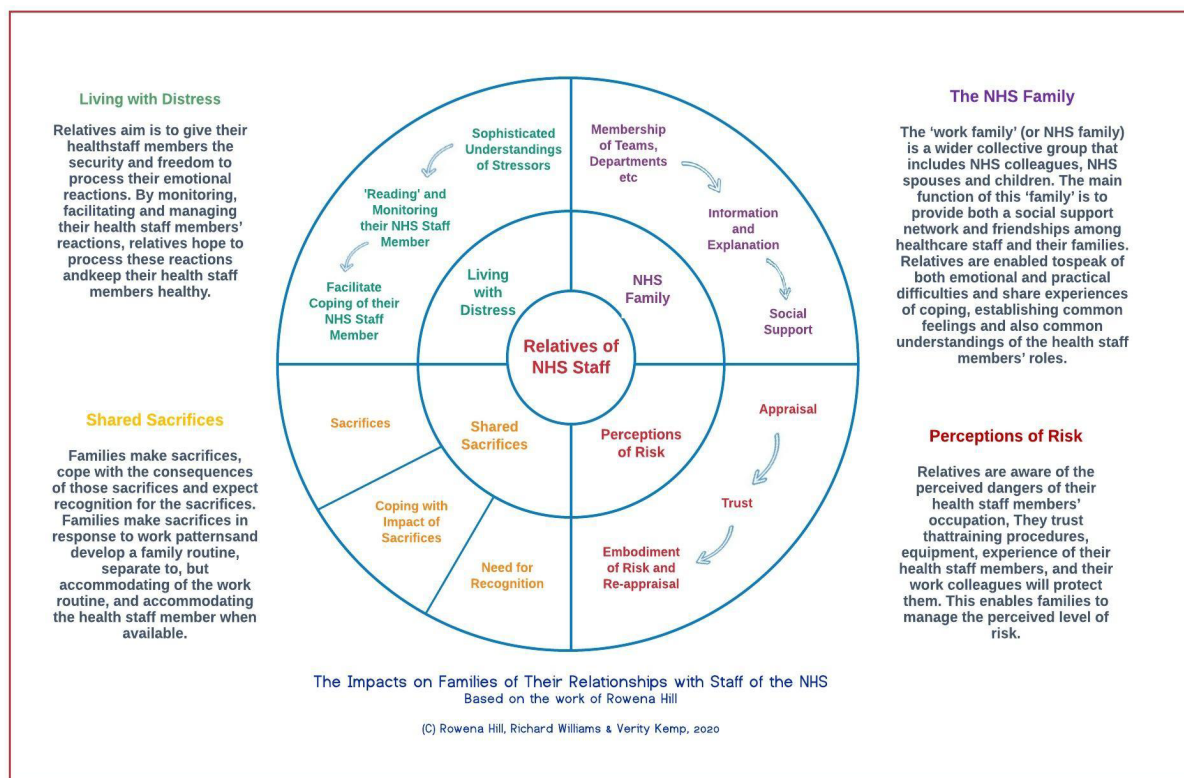 Living with Distress
Relatives aim is to give their
healthstaff members the
security and freedom to
process their emotional
reactions. By monitoring,
facilitating and managing
their health staff members'
reactions, relatives hope to
process these reactions
andkeep their health staff
members healthy.
Shared Sacrifices
Families make sacrifices,
cope with the consequences
of those sacrifices and expect
recognition for the sacrifices.
Families make sacrifices in
response to work patternsand
develop a family routine,
separate to, but
accommodating of the work
routine, and accommodating
the health staff member when
available.
Sophisticated
Understandings
of Stressors
'Reading' and
Monitoring
their NHS Staff
Member
Facilitate
Coping of their
NHS Staff
Member
Living
with
Distress
Membership
of Teams,
Departments
etc
Information
and
Explanation
Social
Support
NHS
Family
Relatives of
NHS Staff
Sacrifices
Coping with
Impact of
Sacrifices
Need for
Recognition
Shared
Sacrifices
Perceptions
of Risk
Appraisal
Trust
Embodiment
of Risk and
Re-appraisal
The NHS Family
The ‘work family’ (or NHS family)
is a wider collective group that
includes NHS colleagues, NHS
spouses and children. The main
function of this ‘family’ is to
provide both a social support
network and friendships among
healthcare staff and their families.
Relatives are enabled tospeak of
both emotional and practical
difficulties and share experiences
of coping, establishing common
feelings and also common
understandings of the health staff
members’ roles.
Perceptions of Risk
Relatives are aware of the
perceived dangers of their
health staff members’
occupation, They trust
thattraining procedures,
equipment, experience of their
health staff members, and their
work colleagues will protect
them. This enables families to
manage the perceived level of
risk.
The Impacts on Families of Their Relationships with Staff of the NHS
Based on the work of Rowena Hill
(C) Rowena Hill, Richard Williams & Verity Kemp, 2020